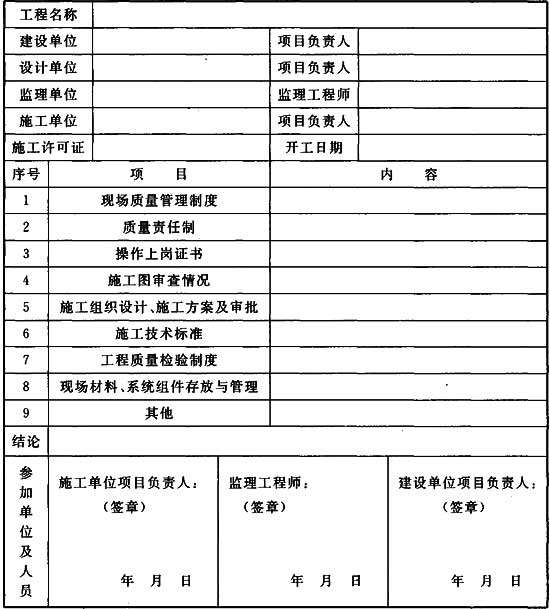 工程名称
建设单位 项目负责人
设计单位 项目负责人
监理单位 监理工程师
施工单位 项目负责人
施工许可证 开工日期
序号 项 目 内 容
1 现场质量管理制度
2 质量责任制
3 操作上岗证书
4 施工图审查情况
5 施工组织设计、施工方案及审批
6 施工技术标准
7 工程质量检验制度
8 现场材料、系统组件存放与管理
9 其他
结论
参加单位及人员
施工单位项目负责人： 监理工程师： 建设单位项目负责人：
（签章） （签章） （签章）
年 月 日 年 月 日 年 月 日